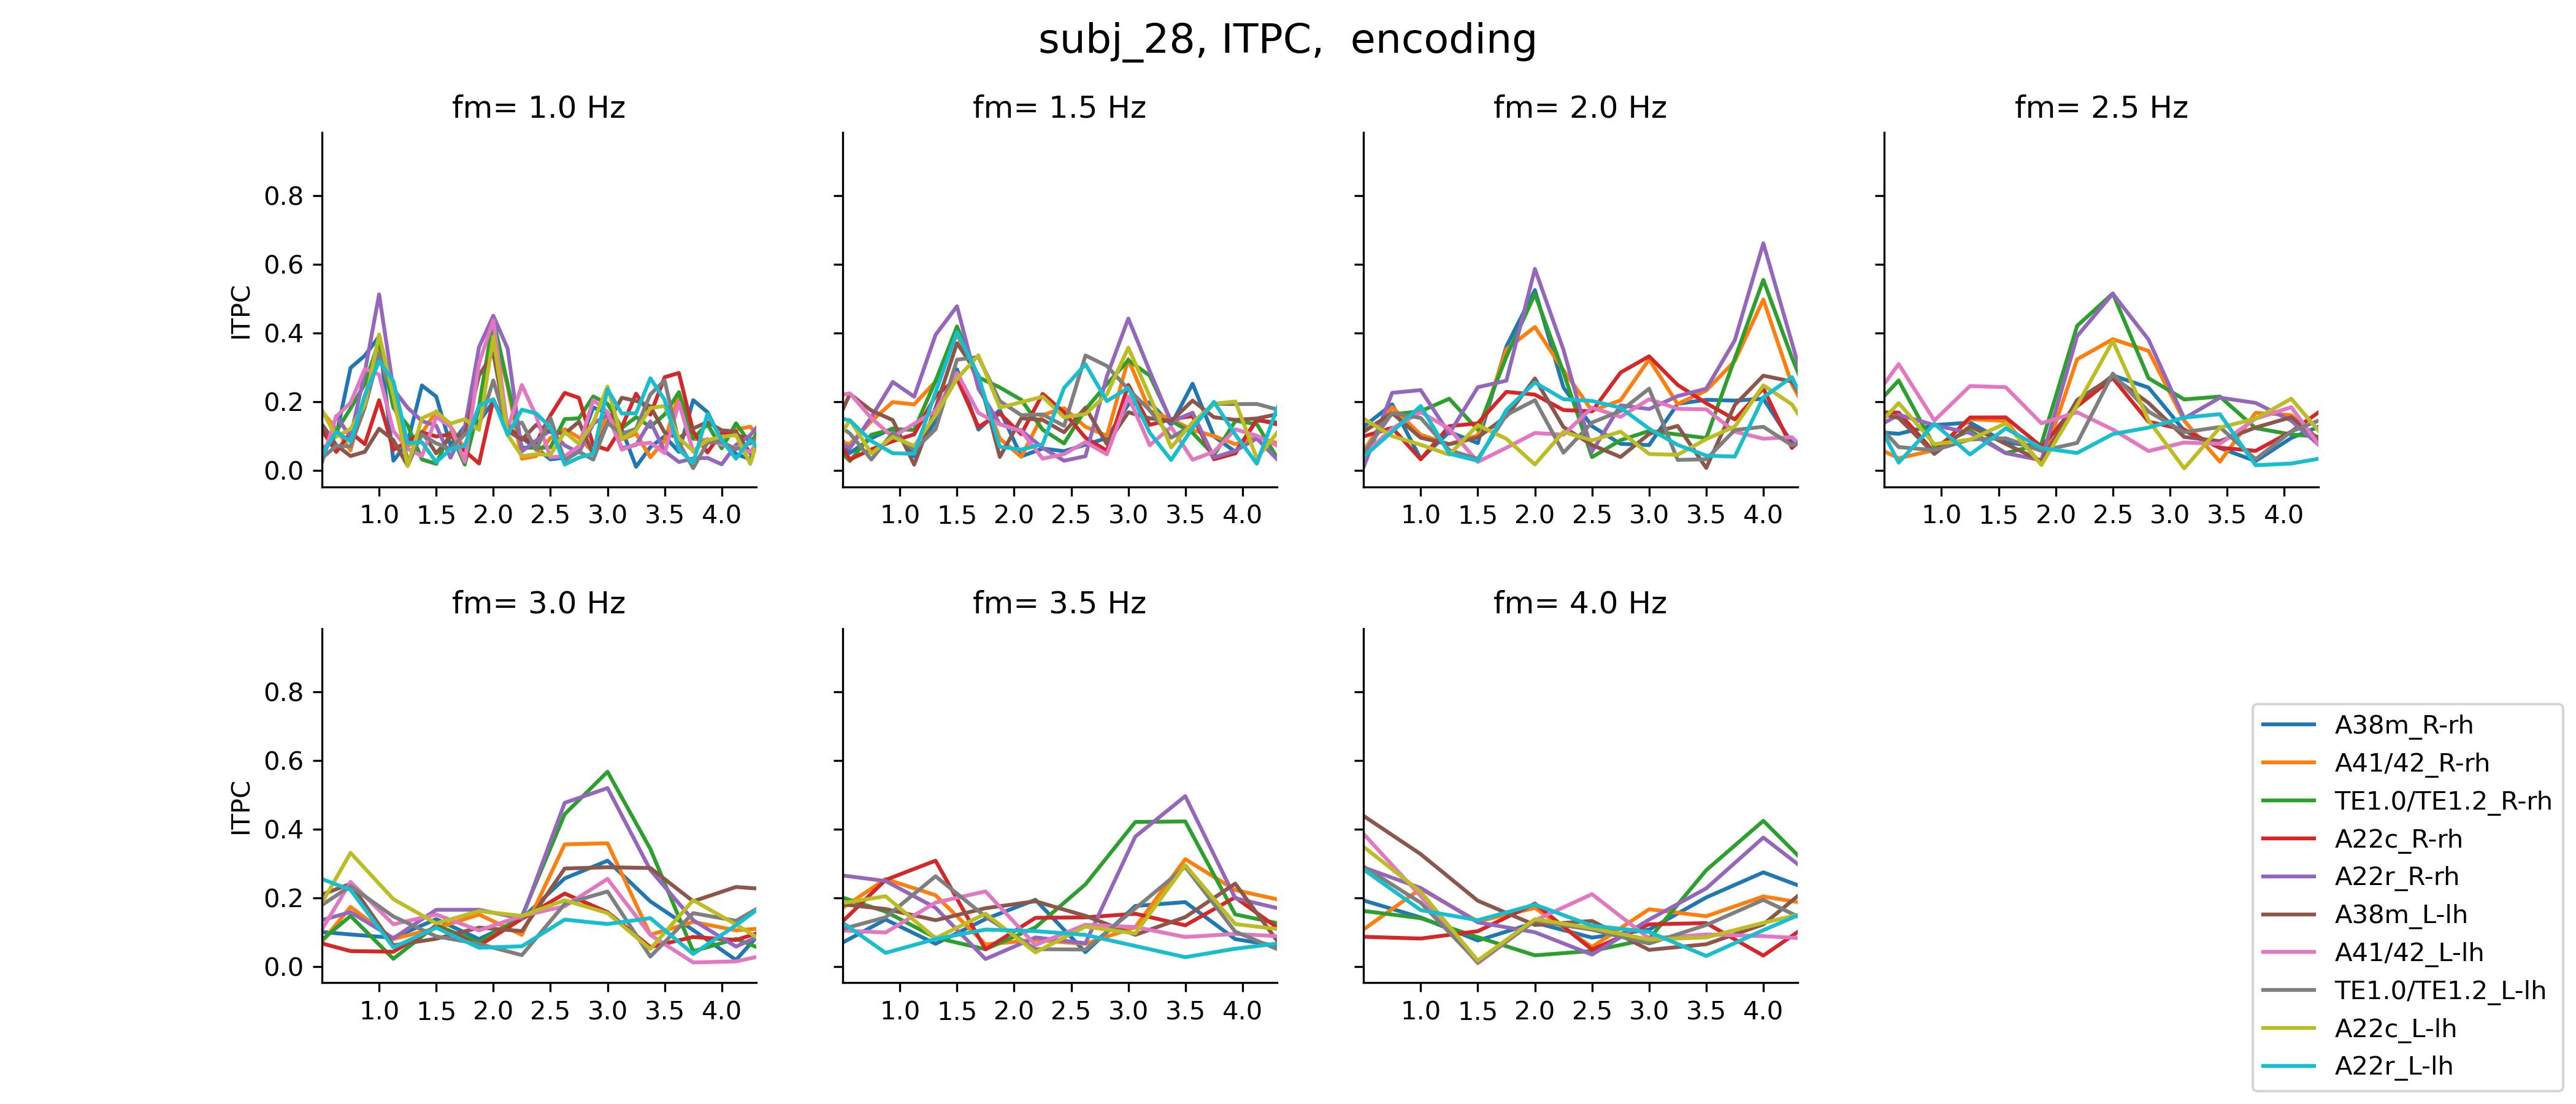 subj_28, ITPC,  encoding
fm= 1.0 Hz
fm= 1.5 Hz
fm= 2.0 Hz
fm= 2.5 Hz
ITPC
0.8
0.6
0.4
0.2
0.0
1.0 1.5 2.0 2.5 3.0 3.5 4.0
1.0 1.5 2.0 2.5 3.0 3.5 4.0
1.0 1.5 2.0 2.5 3.0 3.5 4.0
1.0 1.5 2.0 2.5 3.0 3.5 4.0
fm= 3.0 Hz
fm= 3.5 Hz
fm= 4.0 Hz
ITPC
0.8
0.6
0.4
0.2
0.0
1.0 1.5 2.0 2.5 3.0 3.5 4.0
1.0 1.5 2.0 2.5 3.0 3.5 4.0
1.0 1.5 2.0 2.5 3.0 3.5 4.0
A38m_R-rh
A41/42_R-rh
TE1.0/TE1.2_R-rh
A22c_R-rh
A22r_R-rh
A38m_L-lh
A41/42_L-lh
TE1.0/TE1.2_L-lh
A22c_L-lh
A22r_L-lh